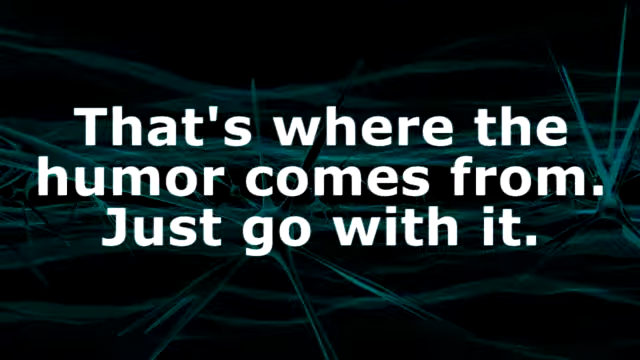 That's where the
humor comes from.
Just go with it.